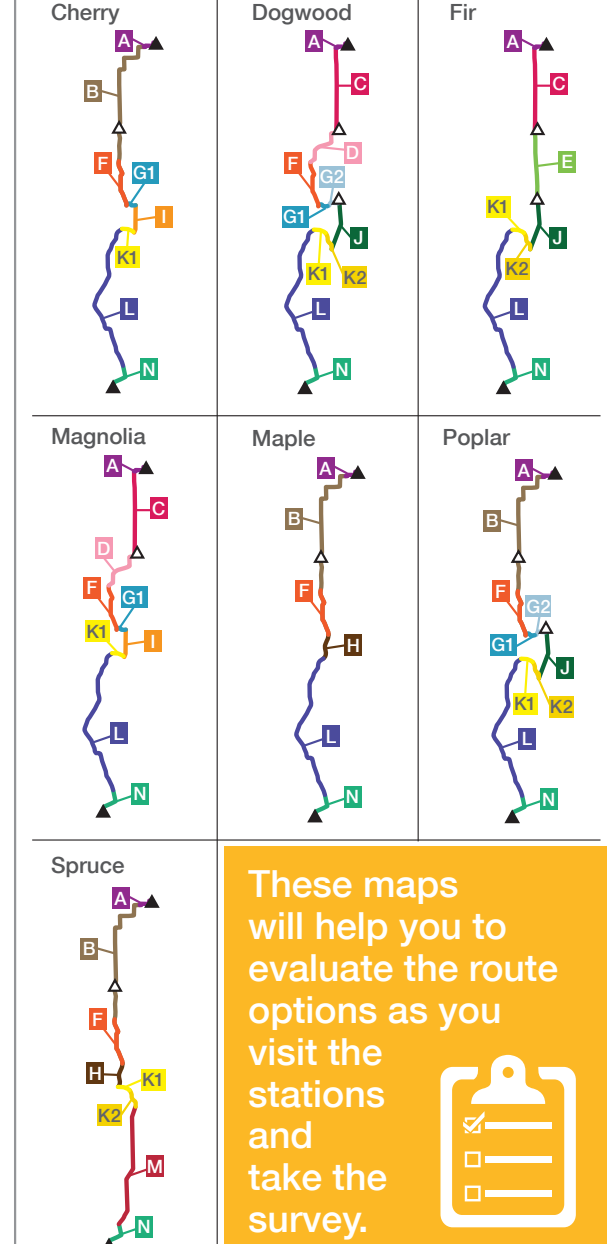 Cherry
A
B
F
G1
I
K1
L
N
Dogwood
A
C
D
F
G2
G1
J
K1
K2
L
N
Fir
A
C
E
K1
J
K2
L
N
Magnolia
A
C
D
F
G1
K1
I
L
N
Maple
A
B
F
H
L
N
Poplar
A
B
F
G2
G1
J
K1
K2
L
N
Spruce
A
B
F
H
K1
K2
M
N
These maps
will help you to
evaluate the route
options as you
visit the
stations
and
take the
survey.